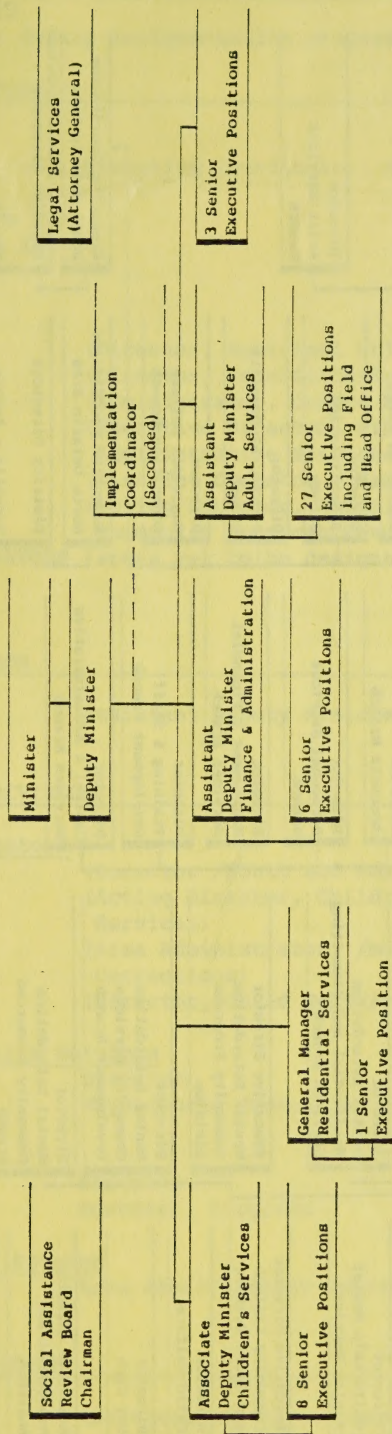 Minister
Deputy Minister
Social Assistance
Review Board
Chairman
Legal Services
(Attorney General)
Implementation
Coordinator
(Seconded)
Associate
Deputy Minister
Children's Services
8 Senior
Executive Positions
General Manager
Residential Services
1 Senior
Executive Position
Assistant
Deputy Minister
Finance & Administration
6 Senior
Executive Positions
Assistant
Deputy Minister
Adult Services
27 Senior
Executive Positions
including Field
and Head Office
3 Senior
Executive Positions